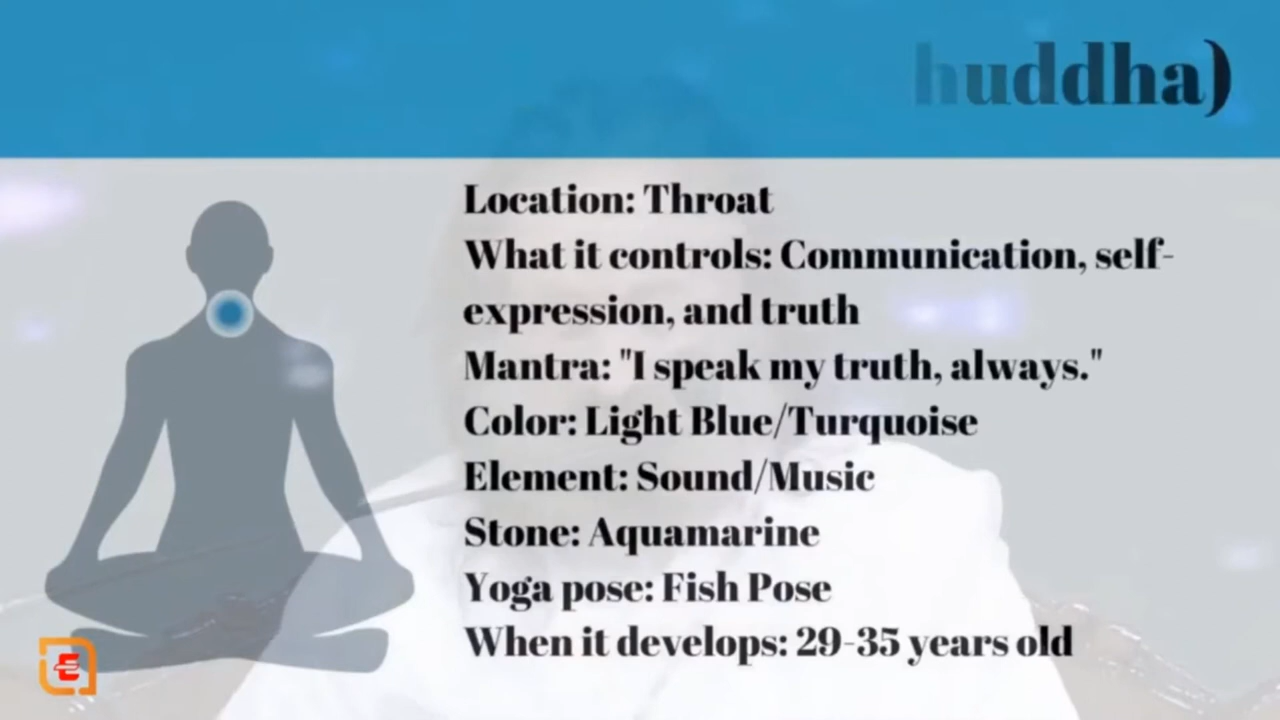 huddha)
Location: Throat
What it controls: Communication, self-
expression, and truth
Mantra: "I speak my truth, always."
Color: Light Blue/Turquoise
Element: Sound/Music
Stone: Aquamarine
Yoga pose: Fish Pose
When it develops: 29-35 years old
E